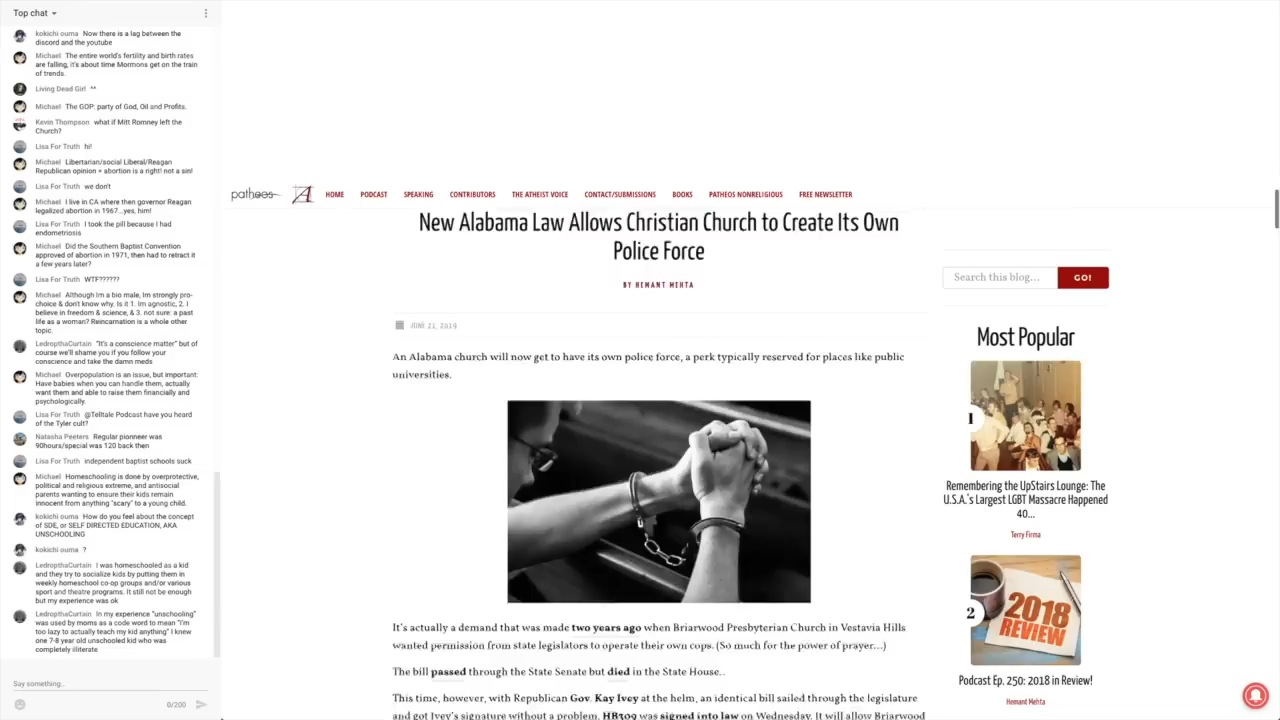 Top chat
kokichi ouma Now there is a lag between the
discord and the youtube
Michael The entire world's fertility and birth rates
are falling, it's about time Mormons get on the train
of trends.
Living Dead Girl ^^
Michael The GOP: party of God, Oil and Profits.
Kevin Thompson what if Mitt Romney left the
Church?
Lisa For Truth hi!
Michael Libertarian/social Liberal/Reagan
Republican opinion = abortion is a right! not a sin!
Lisa For Truth we don't
Michael I live in CA where then governor Reagan
legalized abortion in 1967...yes, him!
Lisa For Truth I took the pill because I had
endometriosis
Michael Did the Southern Baptist Convention
approved of abortion in 1971, then had to retract it
a few years later?
Lisa For Truth WTF??????
Michael Although Im a bio male, Im strongly pro-
choice & don't know why. Is it 1. Im agnostic, 2. I
believe in freedom & science, & 3. not sure: a past
life as a woman? Reincarnation is a whole other
topic.
LedropthaCurtain "It's a conscience matter" but of
course we'll shame you if you follow your
conscience and take the damn meds
Michael Overpopulation is an issue, but important:
Have babies when you can handle them, actually
want them and able to raise them financially and
psychologically.
Lisa For Truth @Telltale Podcast have you heard
of the Tyler cult?
Natasha Peeters Regular pionneer was
90hours/special was 120 back then
Lisa For Truth independent baptist schools suck
Michael Homeschooling is done by overprotective,
political and religious extreme, and antisocial
parents wanting to ensure their kids remain
innocent from anything "scary" to a young child.
kokichi ouma How do you feel about the concept
of SDE, or SELF DIRECTED EDUCATION, AKA
UNSCHOOLING
kokichi ouma ?
LedropthaCurtain I was homeschooled as a kid
and they try to socialize kids by putting them in
weekly homeschool co-op groups and/or various
sport and theatre programs. It still not be enough
but my experience was ok
LedropthaCurtain In my experience "unschooling"
was used by moms as a code word to mean "I'm
too lazy to actually teach my kid anything" I knew
one 7-8 year old unschooled kid who was
completely illiterate
Say something...
0/200
patheos A HOME PODCAST SPEAKING CONTRIBUTORS THE ATHEIST VOICE CONTACT/SUBMISSIONS BOOKS PATHEOS NONRELIGIOUS FREE NEWSLETTER
New Alabama Law Allows Christian Church to Create Its Own
Police Force
BY HEMANT MEHTA
JUNE 21, 2019
An Alabama church will now get to have its own police force, a perk typically reserved for places like public
universities.
It's actually a demand that was made two years ago when Briarwood Presbyterian Church in Vestavia Hills
wanted permission from state legislators to operate their own cops. (So much for the power of prayer...)
The bill passed through the State Senate but died in the State House..
This time, however, with Republican Gov. Kay Ivey at the helm, an identical bill sailed through the legislature
and got Ivey's signature without a problem. HB309 was signed into law on Wednesday. It will allow Briarwood
Search this blog...
GO!
Most Popular
1
Remembering the UpStairs Lounge: The
U.S.A.'s Largest LGBT Massacre Happened
40...
Terry Firma
2
2018
REVIEW
Podcast Ep. 250: 2018 in Review!
Hemant Mehta